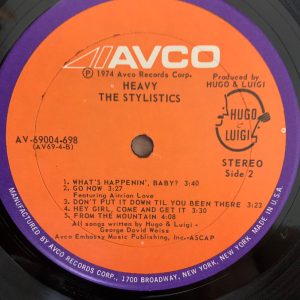 AVCO
Ⓟ 1974 Avco Records Corp.
HEAVY
THE STYLISTICS
Produced by
HUGO & LUIGI
AV-69004-698
(AV69-4-B)
HUGO
&
LUIGI
STEREO
Side 2
1. WHAT'S HAPPENIN', BABY? 3:40
2. GO NOW 3:27
Featuring Airrion Love
3. DON'T PUT IT DOWN TIL YOU BEEN THERE 3:23
4. HEY GIRL, COME AND GET IT 3:30
5. FROM THE MOUNTAIN 4:08
All songs written by Hugo & Luigi-
George David Weiss
Avco Embassy Music Publishing, Inc.-ASCAP
MANUFACTURED BY AVCO RECORDS CORP., 1700 BROADWAY, NEW YORK, NEW YORK. MADE IN U.S.A.